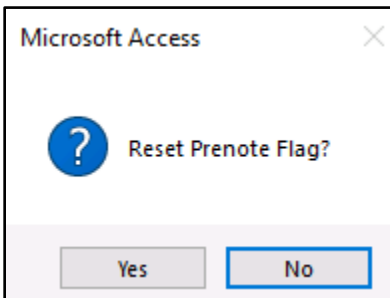 Microsoft Access
?
Reset Prenote Flag?
Yes
No